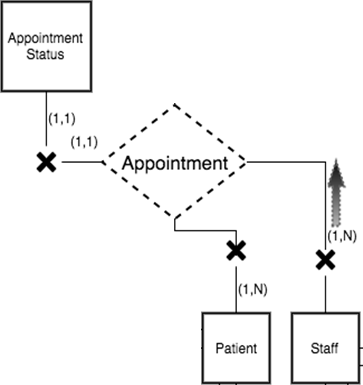 Appointment
Status
(1,1)
(1,1)
Appointment
(1,N)
(1,N)
Patient
Staff